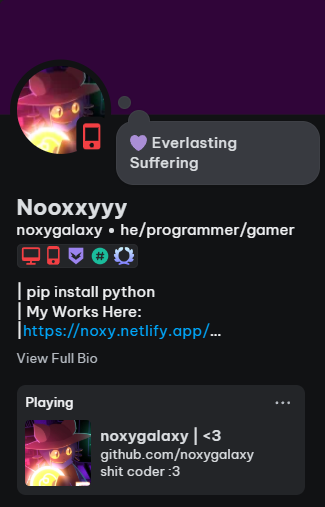 Everlasting
Suffering
Nooxxyyy
noxygalaxy • he/programmer/gamer
#
| pip install python
| My Works Here:
|https://noxy.netlify.app/...
View Full Bio
Playing
noxygalaxy | <3
github.com/noxygalaxy
shit coder :3